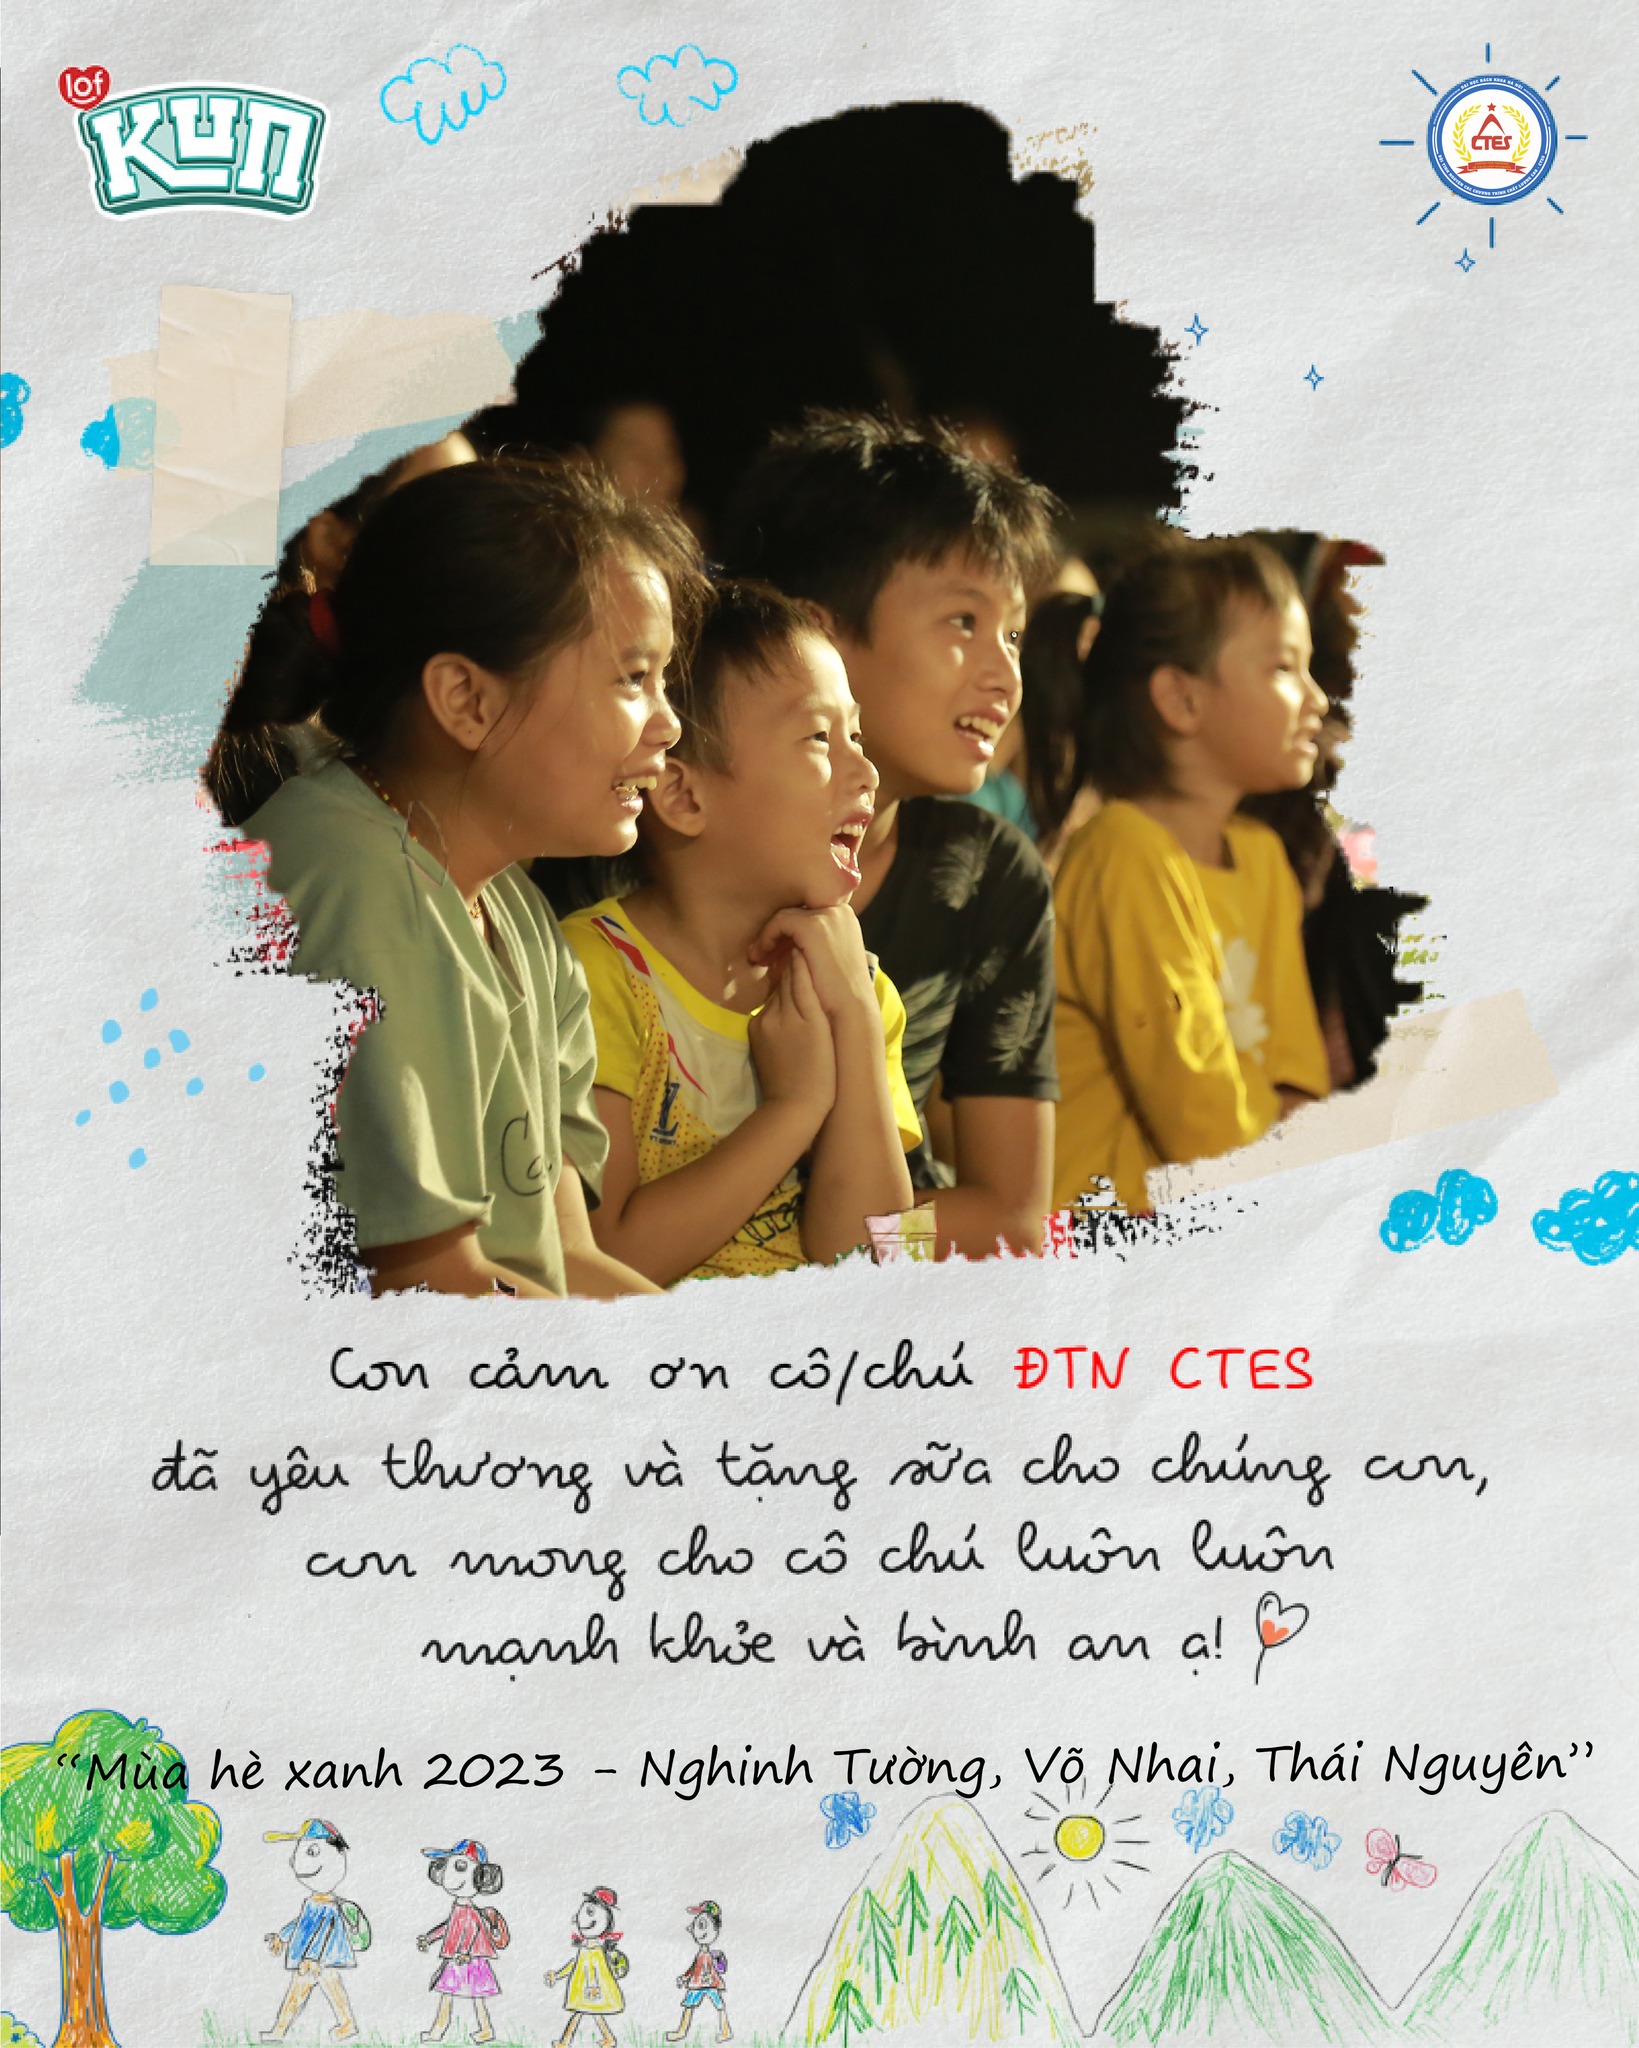 lof
KUN
CTES
Con cảm ơn cô/chú ĐTN CTES
đã yêu thương và tặng sữa cho chúng con,
con mong cho cô chú luôn luôn
mạnh khỏe và bình an ạ!
“Mùa hè xanh 2023 - Nghinh Tường, Võ Nhai, Thái Nguyên”